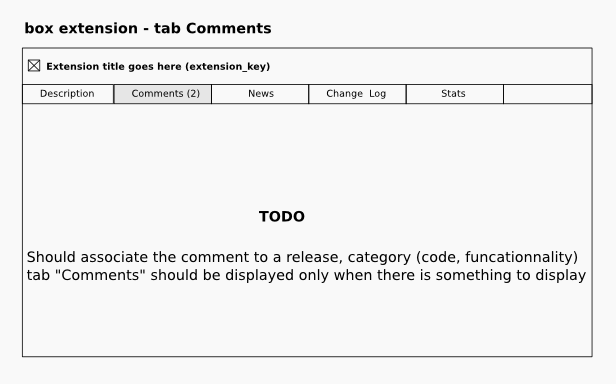 box extension - tab Comments
Extension title goes here (extension_key)
Description Comments (2) News Change Log Stats
TODO
Should associate the comment to a release, category (code, funcationnality)
tab "Comments" should be displayed only when there is something to display